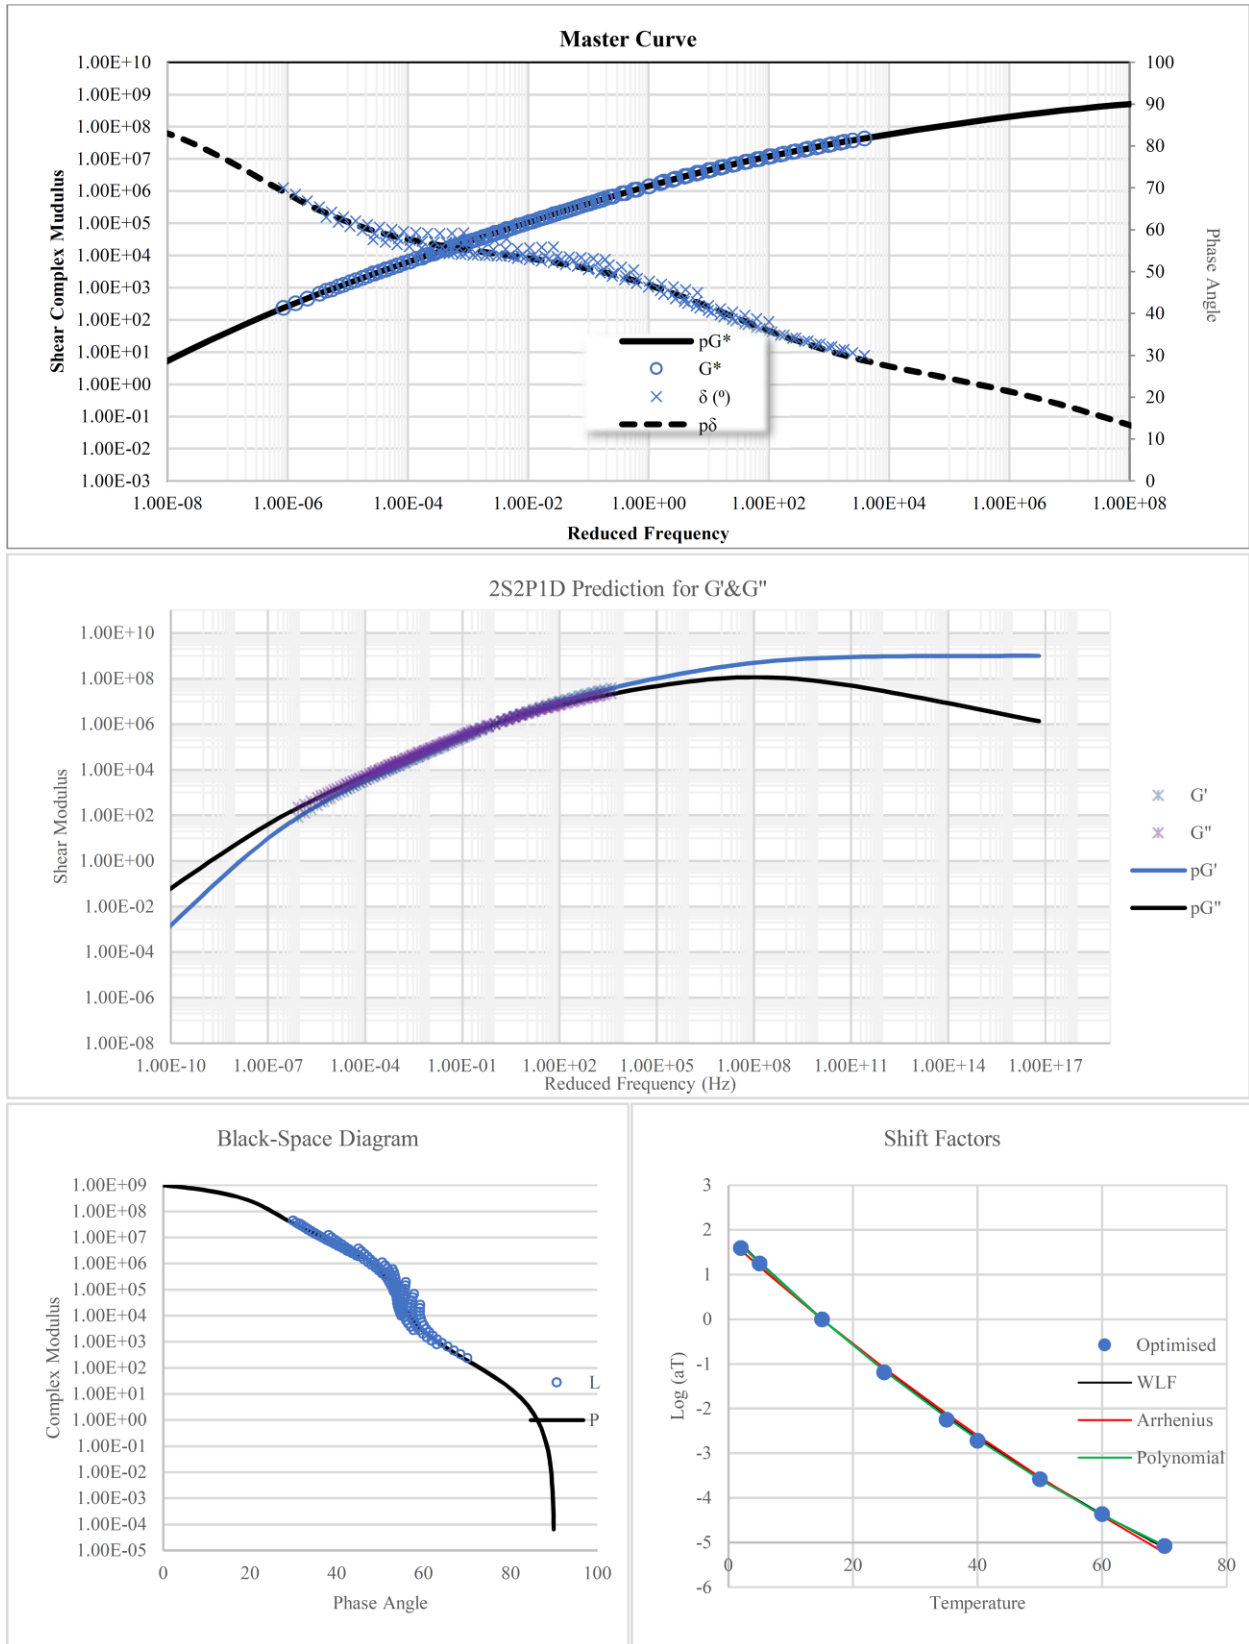 Master Curve
1.00E+10
1.00E+09
1.00E+08
1.00E+07
1.00E+06
1.00E+05
1.00E+04
1.00E+03
1.00E+02
1.00E+01
1.00E+00
1.00E-01
1.00E-02
1.00E-03
Shear Complex Mudulus
100
90
80
70
60
50
40
30
20
10
0
Phase Angle
pG*
G*
δ (º)
pδ
1.00E-08 1.00E-06 1.00E-04 1.00E-02 1.00E+00 1.00E+02 1.00E+04 1.00E+06 1.00E+08
Reduced Frequency
2S2P1D Prediction for G'&G"
1.00E+10
1.00E+08
1.00E+06
1.00E+04
1.00E+02
1.00E+00
1.00E-02
1.00E-04
1.00E-06
1.00E-08
Shear Modulus
G'
G"
pG'
pG"
1.00E-10 1.00E-07 1.00E-04 1.00E-01 1.00E+02 1.00E+05 1.00E+08 1.00E+11 1.00E+14 1.00E+17
Reduced Frequency (Hz)
Black-Space Diagram
1.00E+09
1.00E+08
1.00E+07
1.00E+06
1.00E+05
1.00E+04
1.00E+03
1.00E+02
1.00E+01
1.00E+00
1.00E-01
1.00E-02
1.00E-03
1.00E-04
1.00E-05
Complex Modulus
L
P
0 20 40 60 80 100
Phase Angle
Shift Factors
3
2
1
0
-1
-2
-3
-4
-5
-6
Log (aT)
Optimised
WLF
Arrhenius
Polynomial
0 20 40 60 80
Temperature